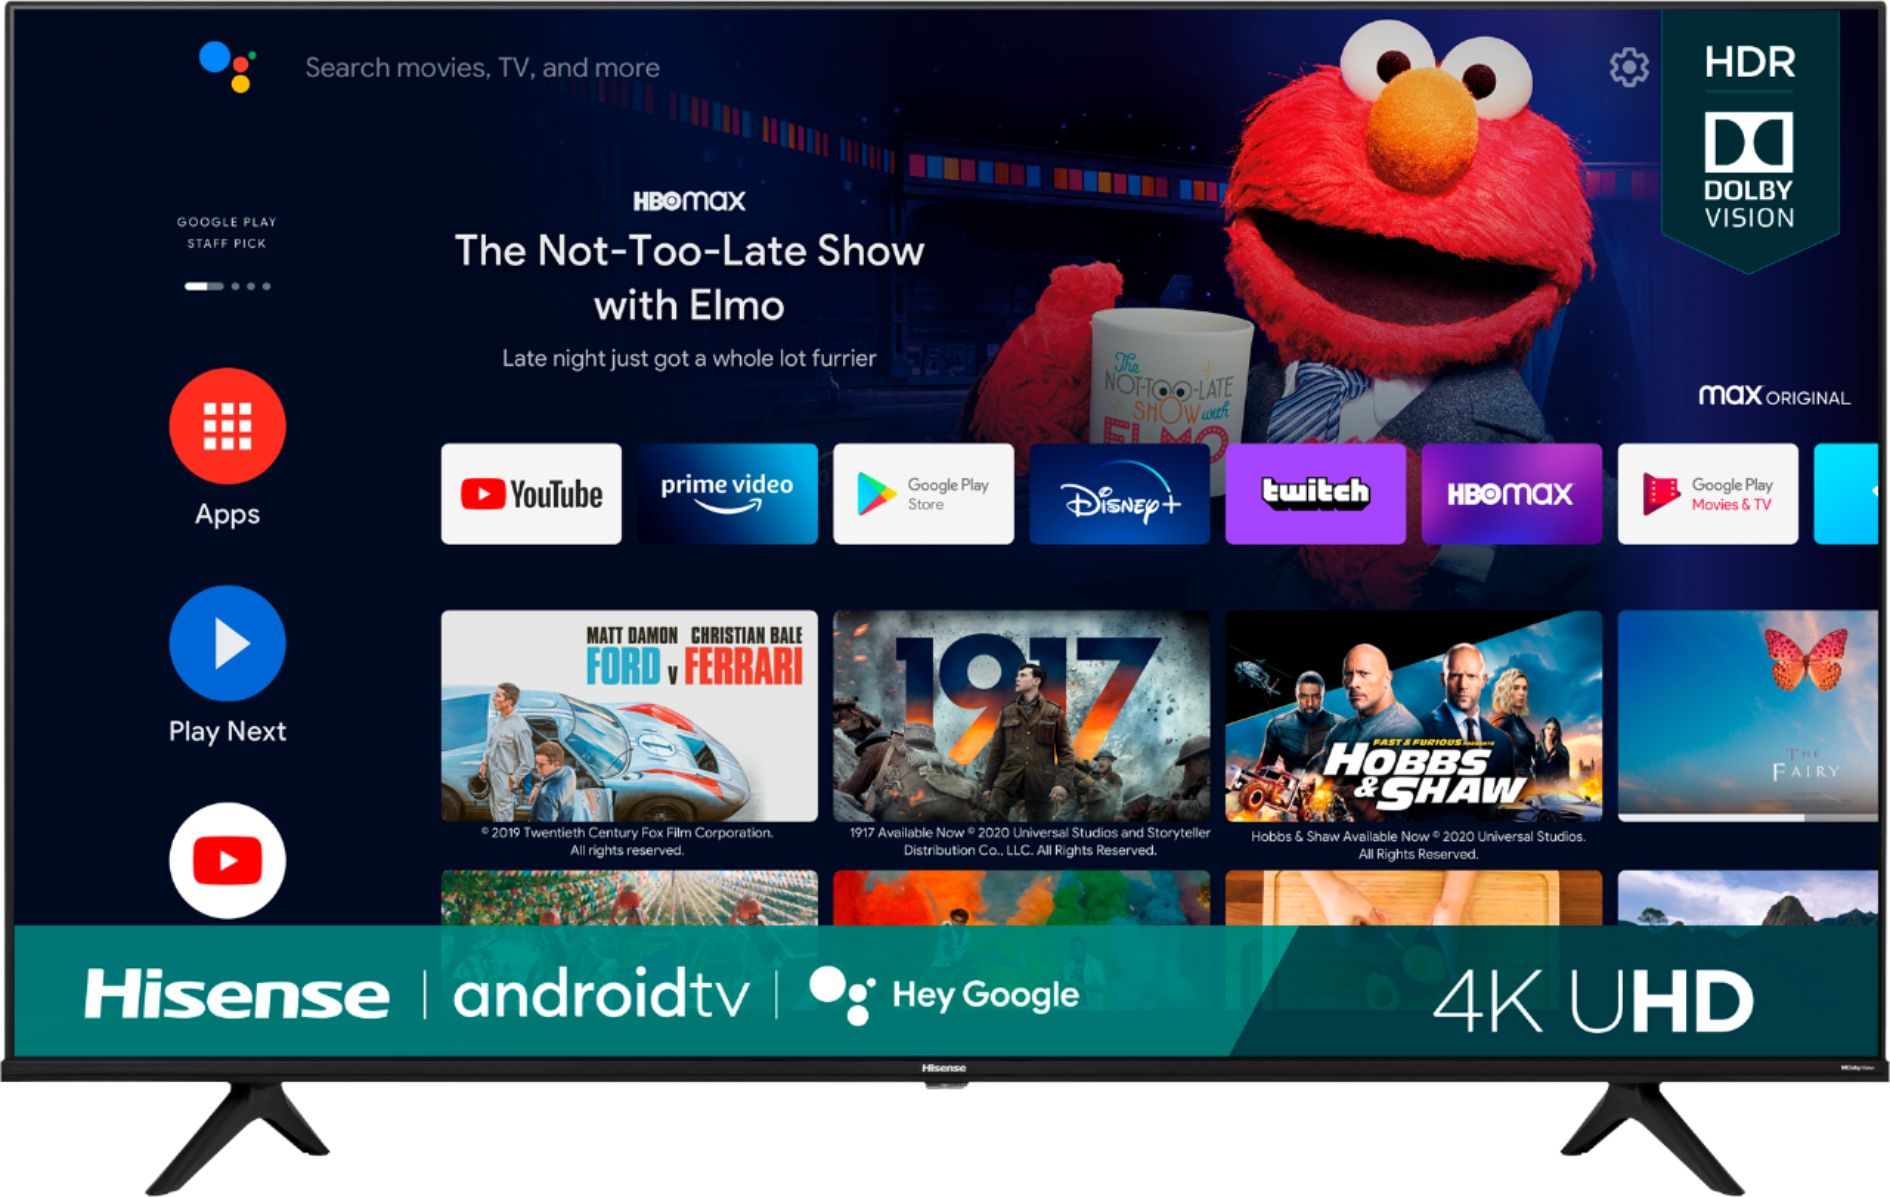 Search movies, TV, and more
HDR
DOLBY
VISION
GOOGLE PLAY
STAFF PICK
HBOmax
The Not-Too-Late Show
with Elmo
Late night just got a whole lot furrier
The
NOT-TOO-LATE
SHOW with
ELMO
max ORIGINAL
Apps
YouTube
prime video
Google Play
Store
Disney+
twitch
HBOmax
Google Play
Movies & TV
Play Next
MATT DAMON CHRISTIAN BALE
FORD v FERRARI
1917
FAST & FURIOUS PRESENTS
HOBBS
& SHAW
THE
FAIRY
© 2019 Twentieth Century Fox Film Corporation.
All rights reserved.
1917 Available Now © 2020 Universal Studios and Storyteller
Distribution Co., LLC. All Rights Reserved.
Hobbs & Shaw Available Now © 2020 Universal Studios.
All Rights Reserved.
Hisense
androidtv
Hey Google
4K UHD
Hisense
Dolby Vision